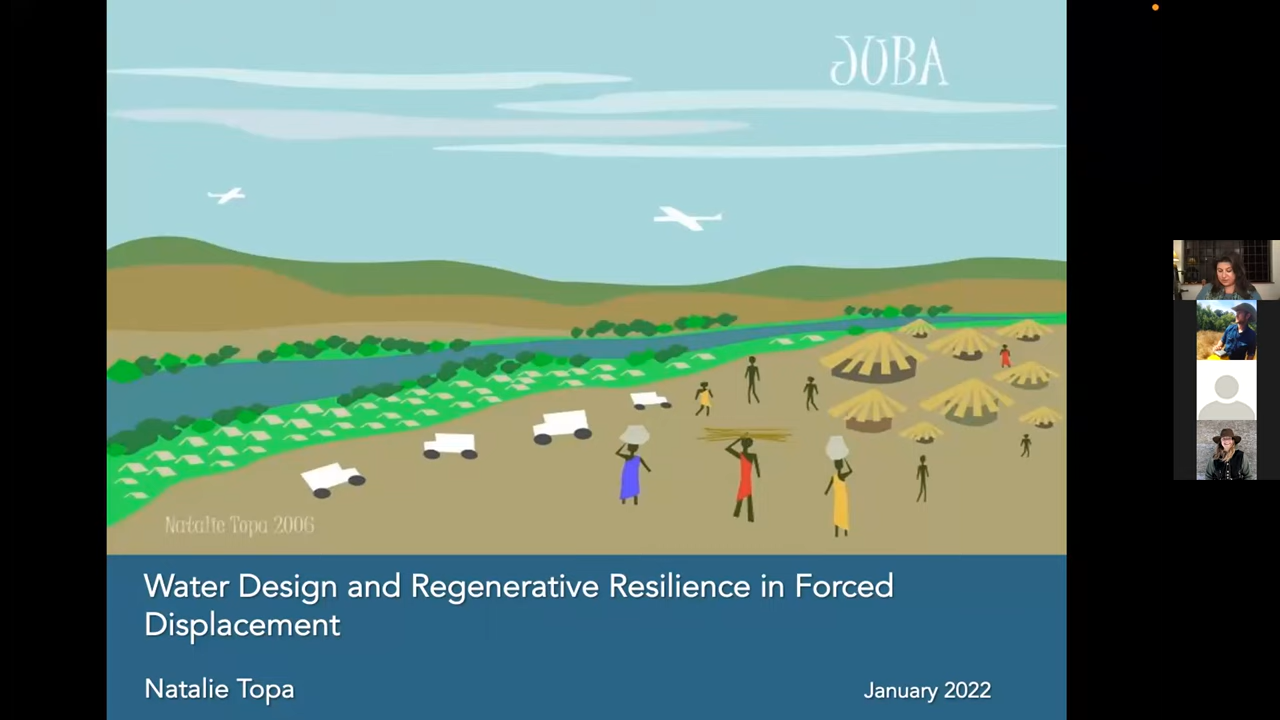 JUBA
Natalie Topa 2006
Water Design and Regenerative Resilience in Forced
Displacement
Natalie Topa
January 2022